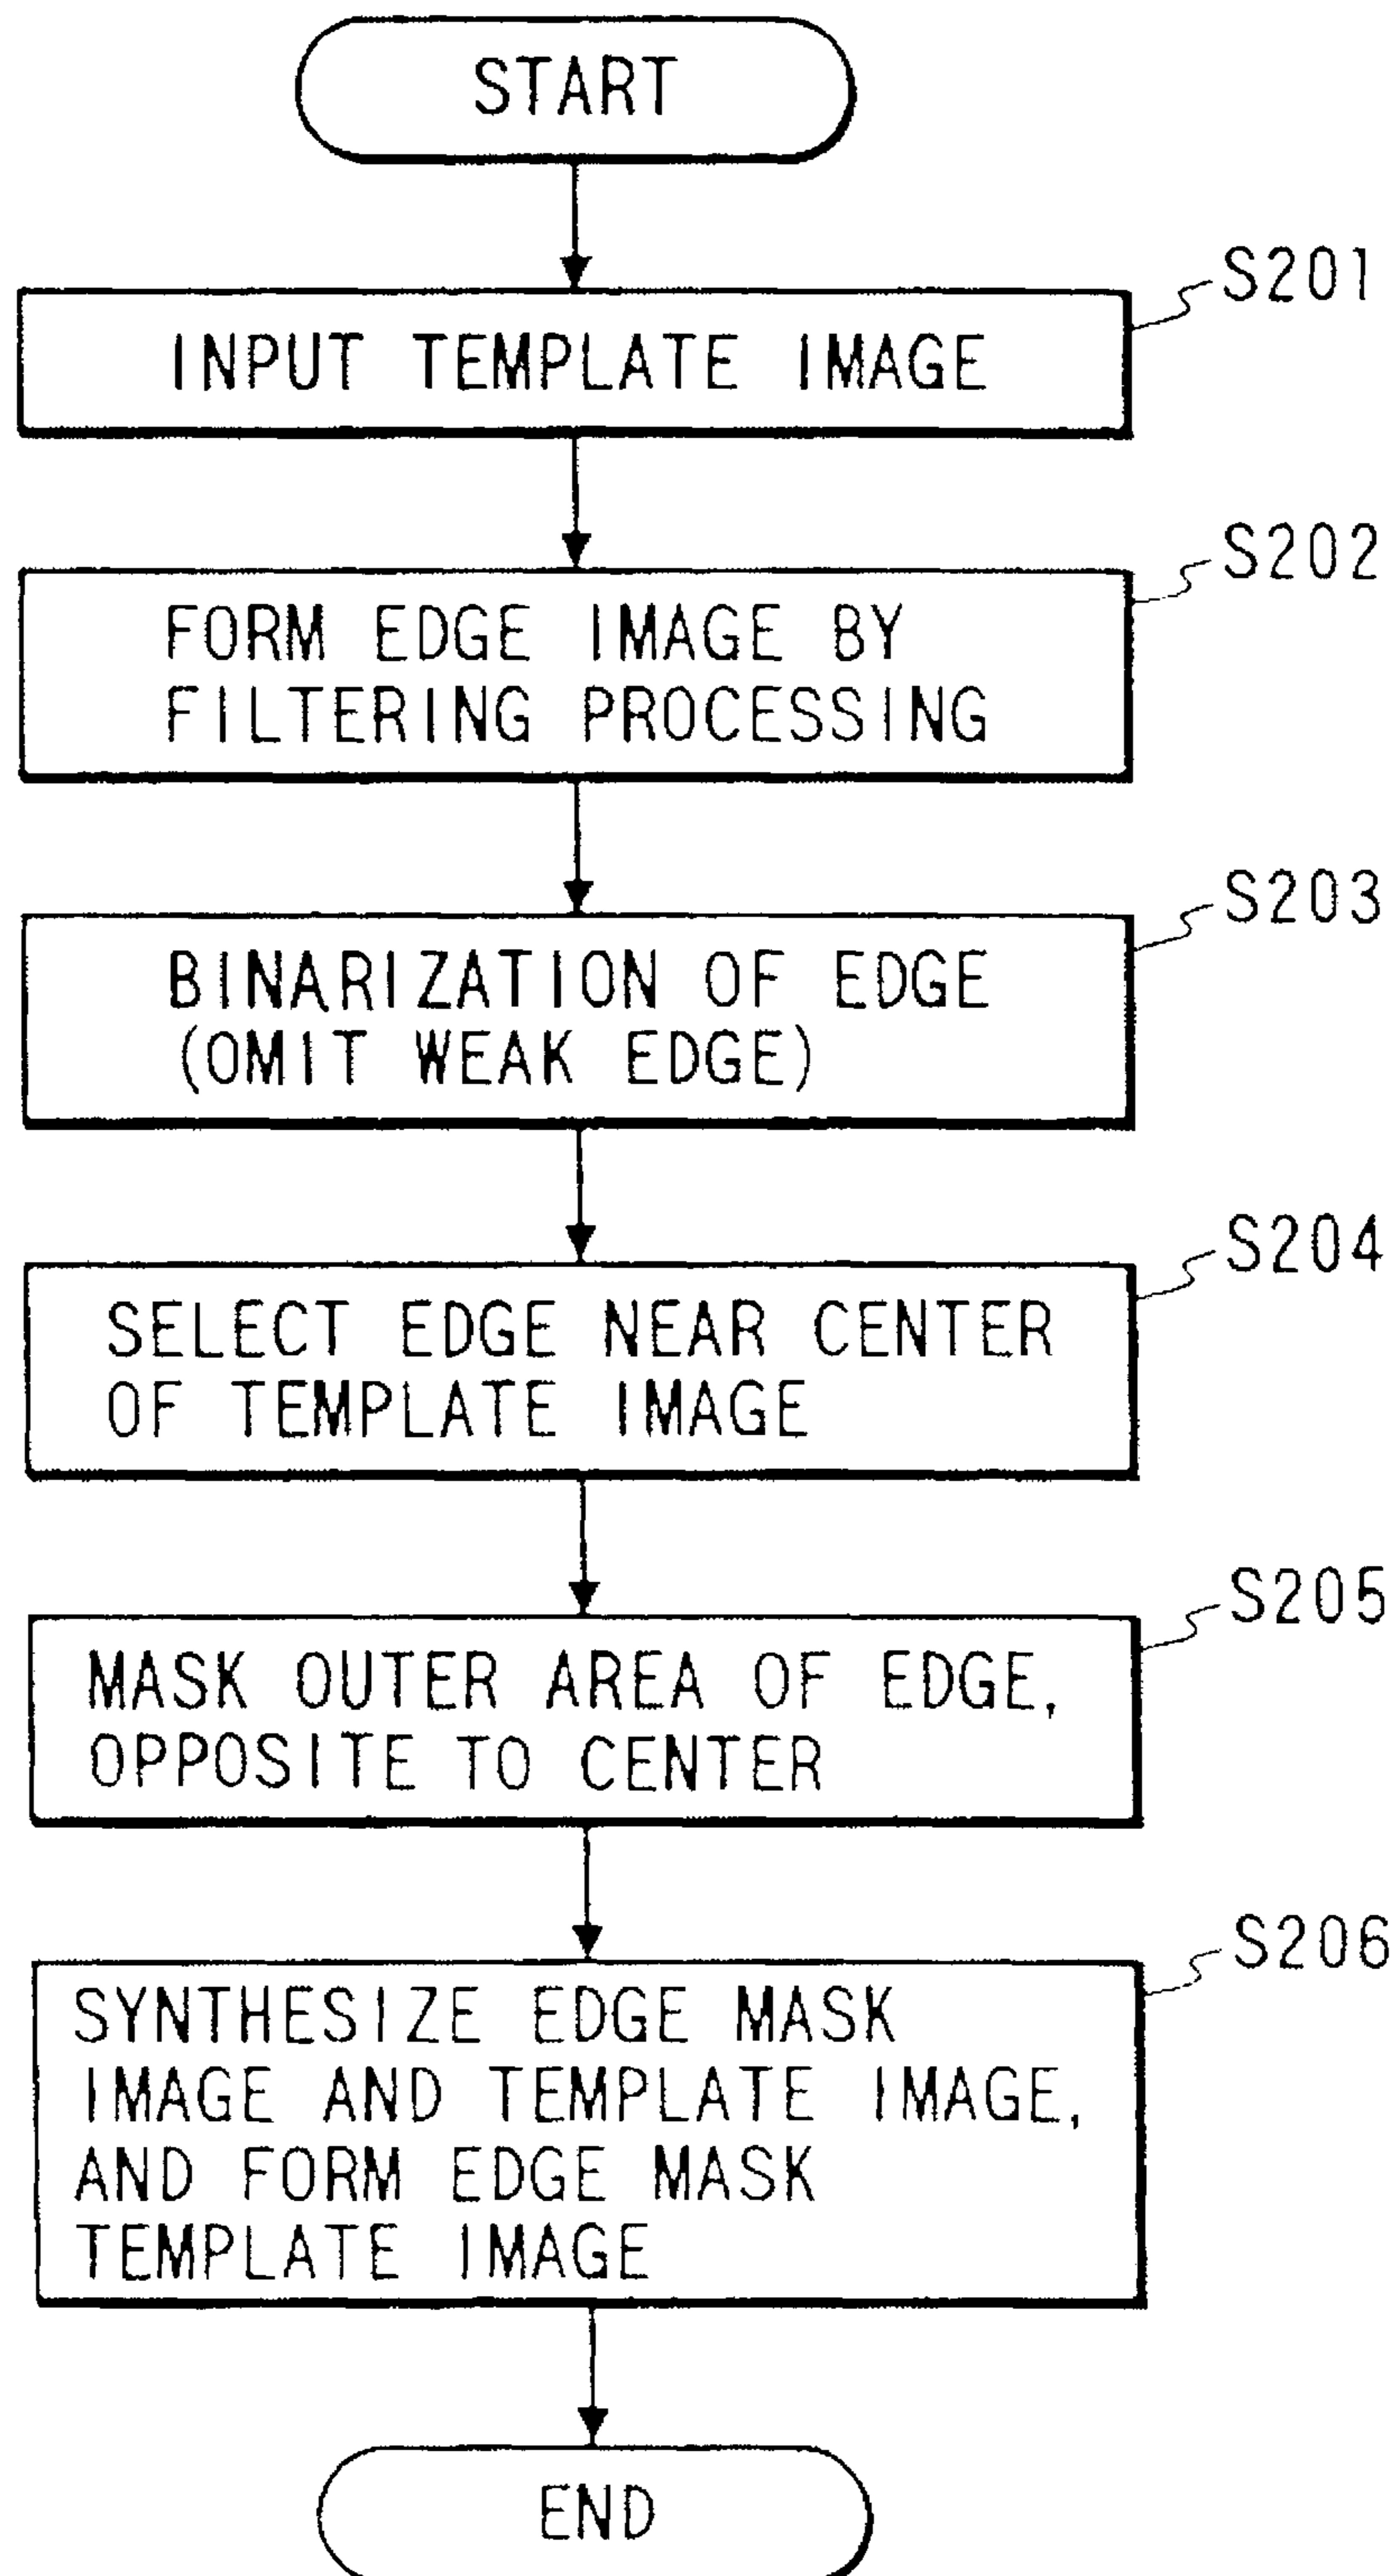 START
S201
INPUT TEMPLATE IMAGE
S202
FORM EDGE IMAGE BY
FILTERING PROCESSING
S203
BINARIZATION OF EDGE
(OMIT WEAK EDGE)
S204
SELECT EDGE NEAR CENTER
OF TEMPLATE IMAGE
S205
MASK OUTER AREA OF EDGE,
OPPOSITE TO CENTER
S206
SYNTHESIZE EDGE MASK
IMAGE AND TEMPLATE IMAGE,
AND FORM EDGE MASK
TEMPLATE IMAGE
END